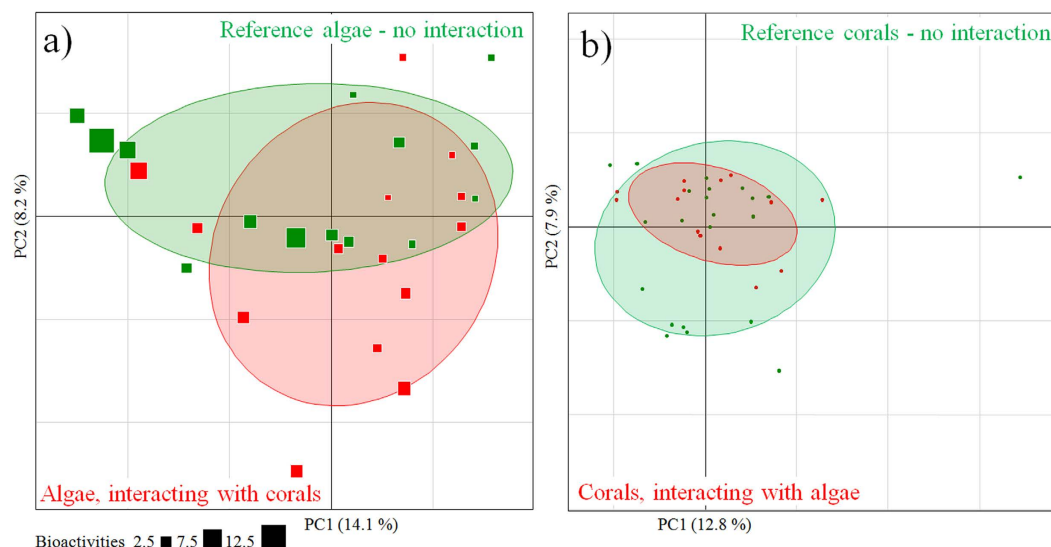 a)
Reference algae - no interaction
PC2 (8.2 %)
Algae, interacting with corals
PC1 (14.1 %)
Bioactivities 2.5 7.5 12.5
b)
Reference corals - no interaction
PC2 (7.9 %)
Corals, interacting with algae
PC1 (12.8 %)